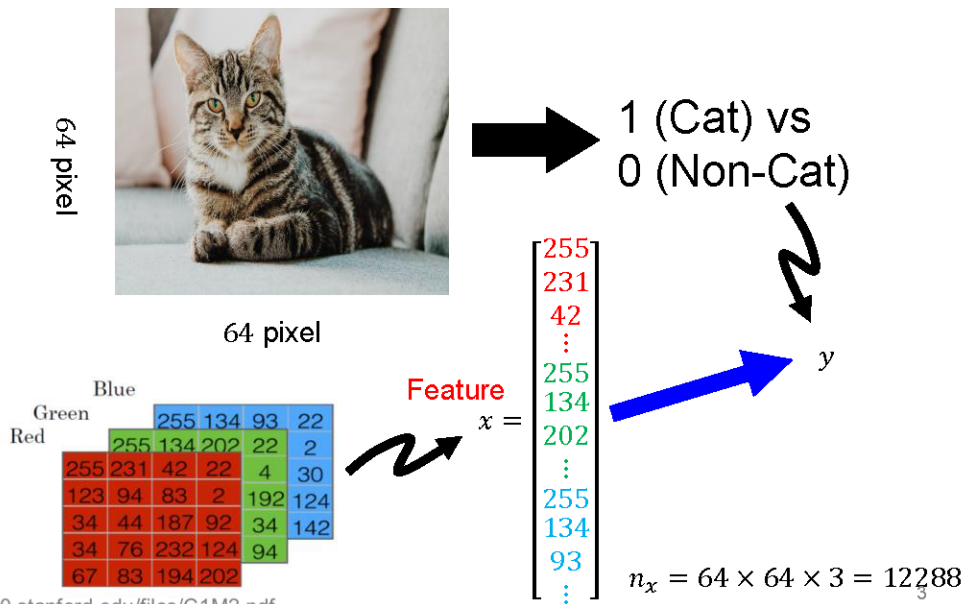 64 pixel
1 (Cat) vs
0 (Non-Cat)
64 pixel
Blue
Green
Red
255 134 93 22
2
30
124
142
255 134 202 22
4
192
34
94
255 231 42 22
123 94 83 2
34 44 187 92
34 76 232 124
67 83 194 202
Feature
x =
255
231
42
⋮
255
134
202
⋮
255
134
93
⋮
y
n_x = 64 × 64 × 3 = 12288
3